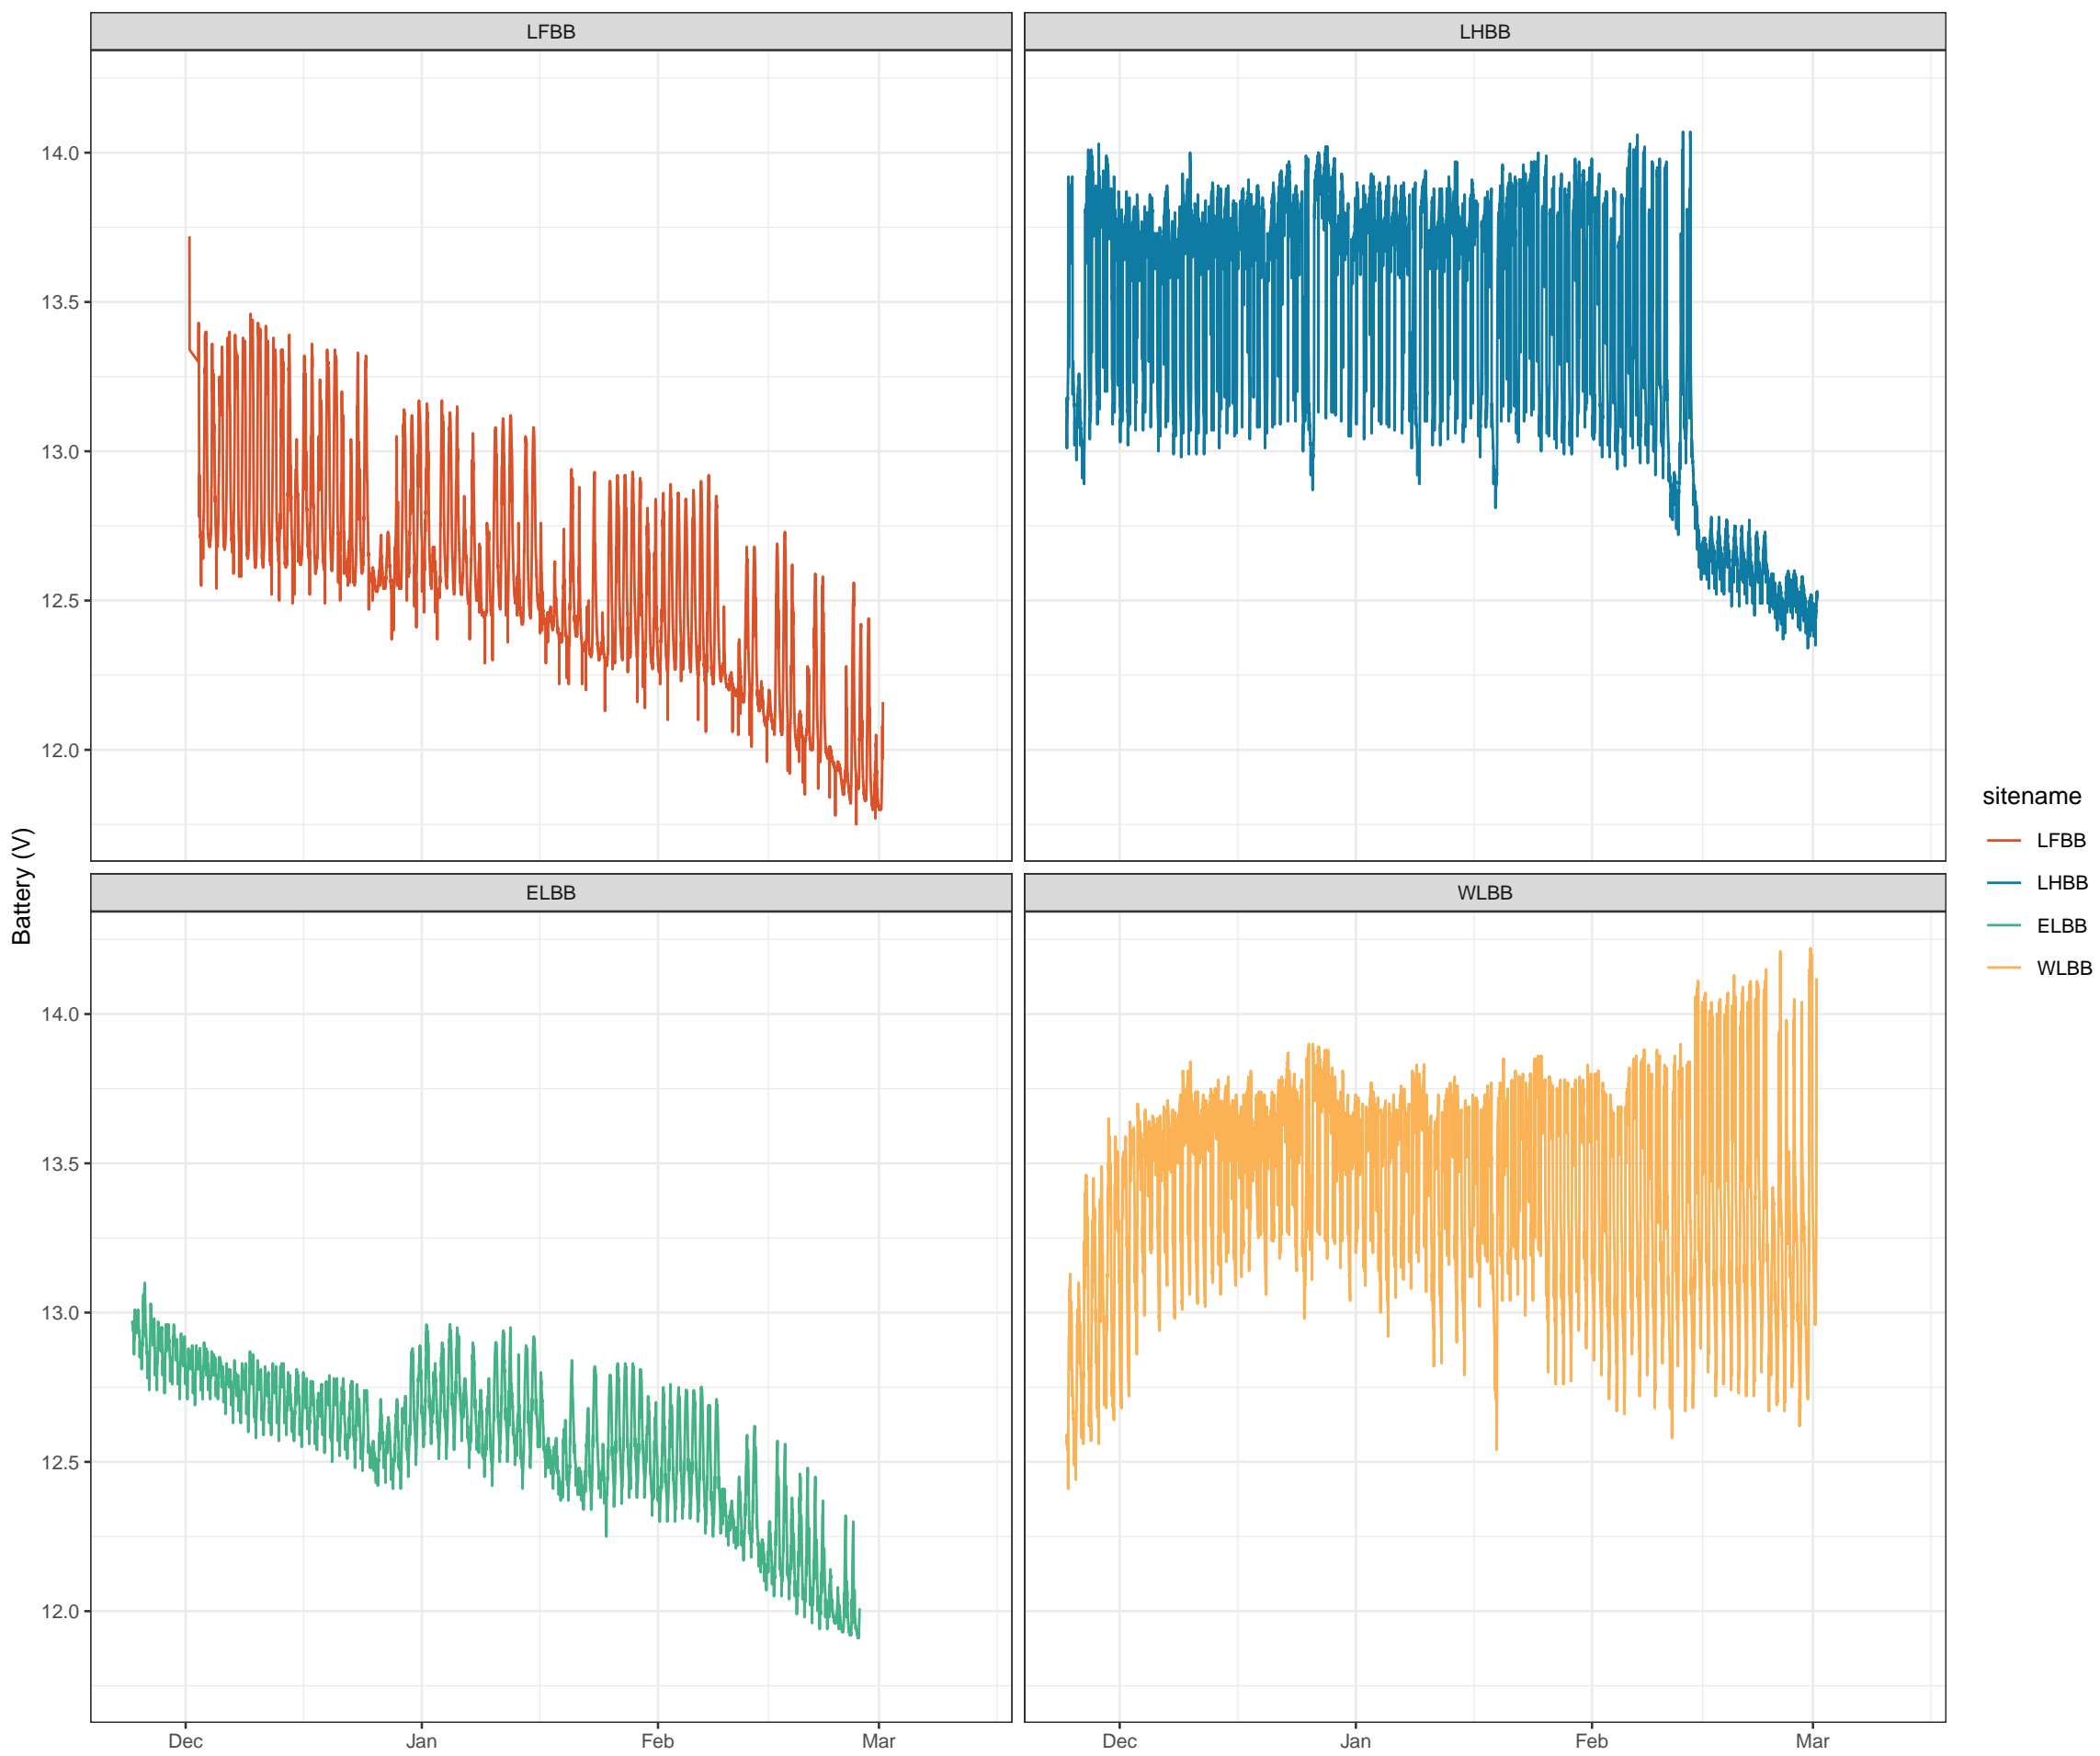 LFBB
LHBB
14.0
13.5
13.0
12.5
12.0
Battery (V)
ELBB
WLBB
14.0
13.5
13.0
12.5
12.0
Dec Jan Feb Mar
Dec Jan Feb Mar
sitename
LFBB
LHBB
ELBB
WLBB